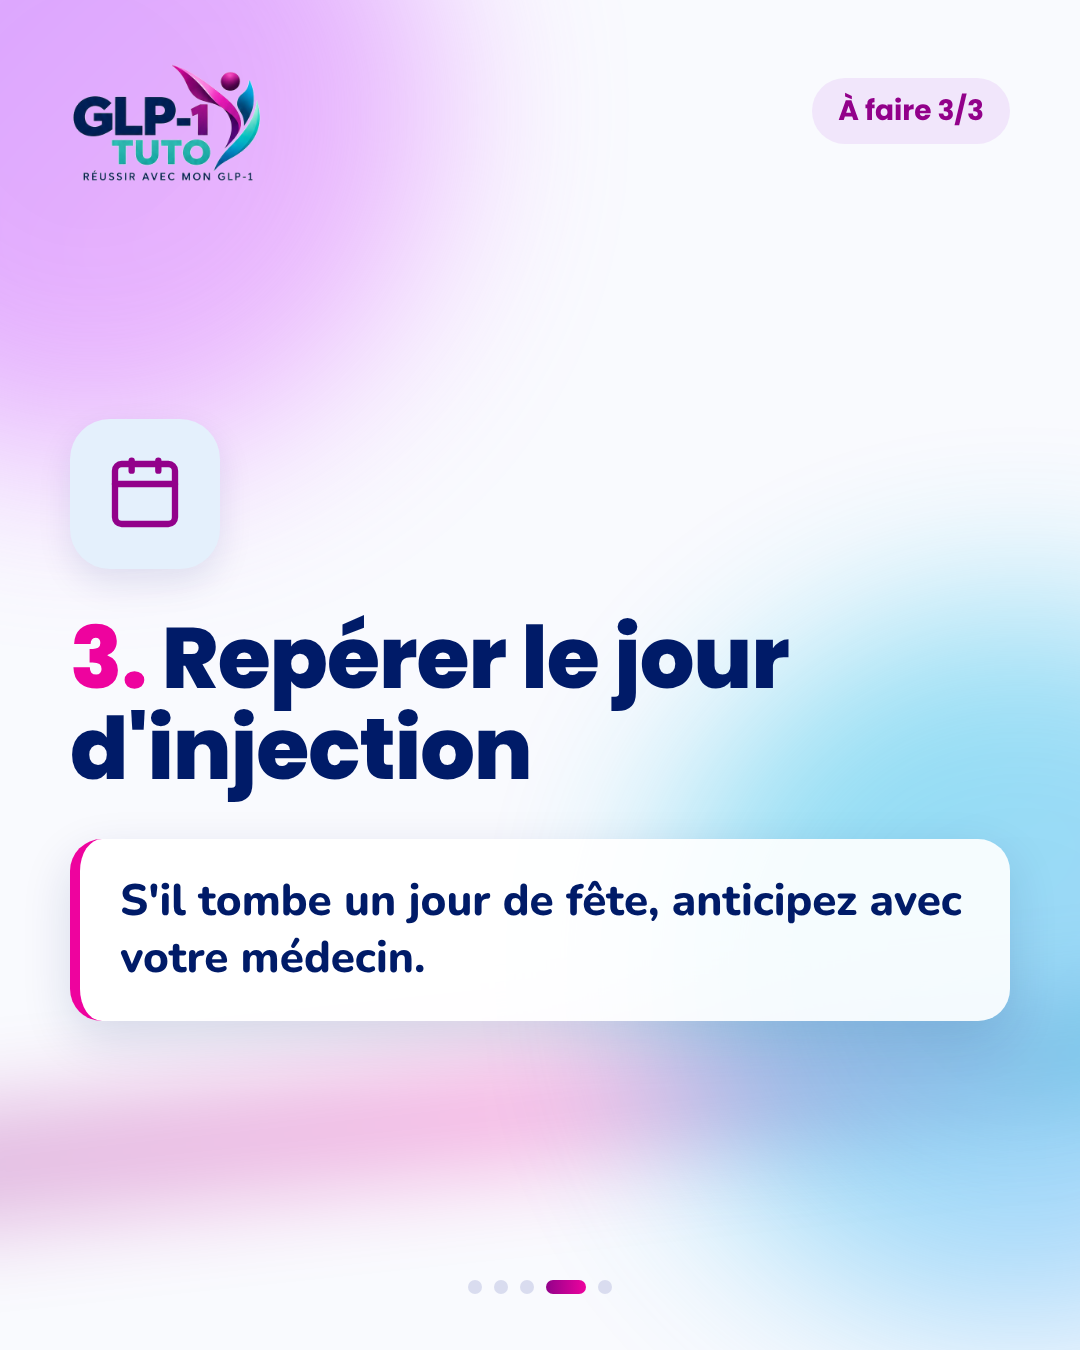 GLP-1
TUTO
RÉUSSIR AVEC MON GLP-1
À faire 3/3
3. Repérer le jour
d'injection
S'il tombe un jour de fête, anticipez avec
votre médecin.